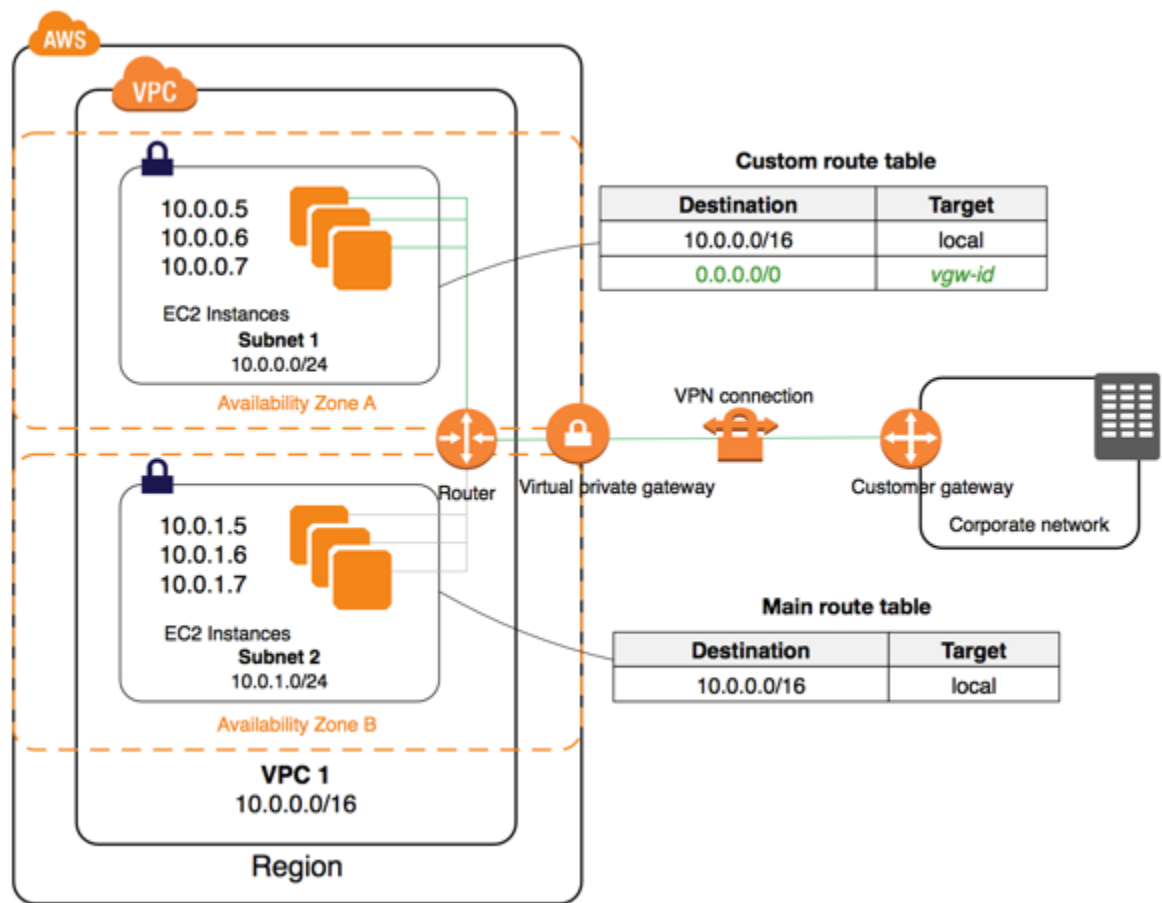 AWS
VPC
10.0.0.5
10.0.0.6
10.0.0.7
EC2 Instances
Subnet 1
10.0.0.0/24
Availability Zone A
Custom route table
Destination Target
10.0.0.0/16 local
0.0.0.0/0 vgw-id
VPN connection
Router
Virtual private gateway
Customer gateway
Corporate network
10.0.1.5
10.0.1.6
10.0.1.7
EC2 Instances
Subnet 2
10.0.1.0/24
Availability Zone B
Main route table
Destination Target
10.0.0.0/16 local
VPC 1
10.0.0.0/16
Region